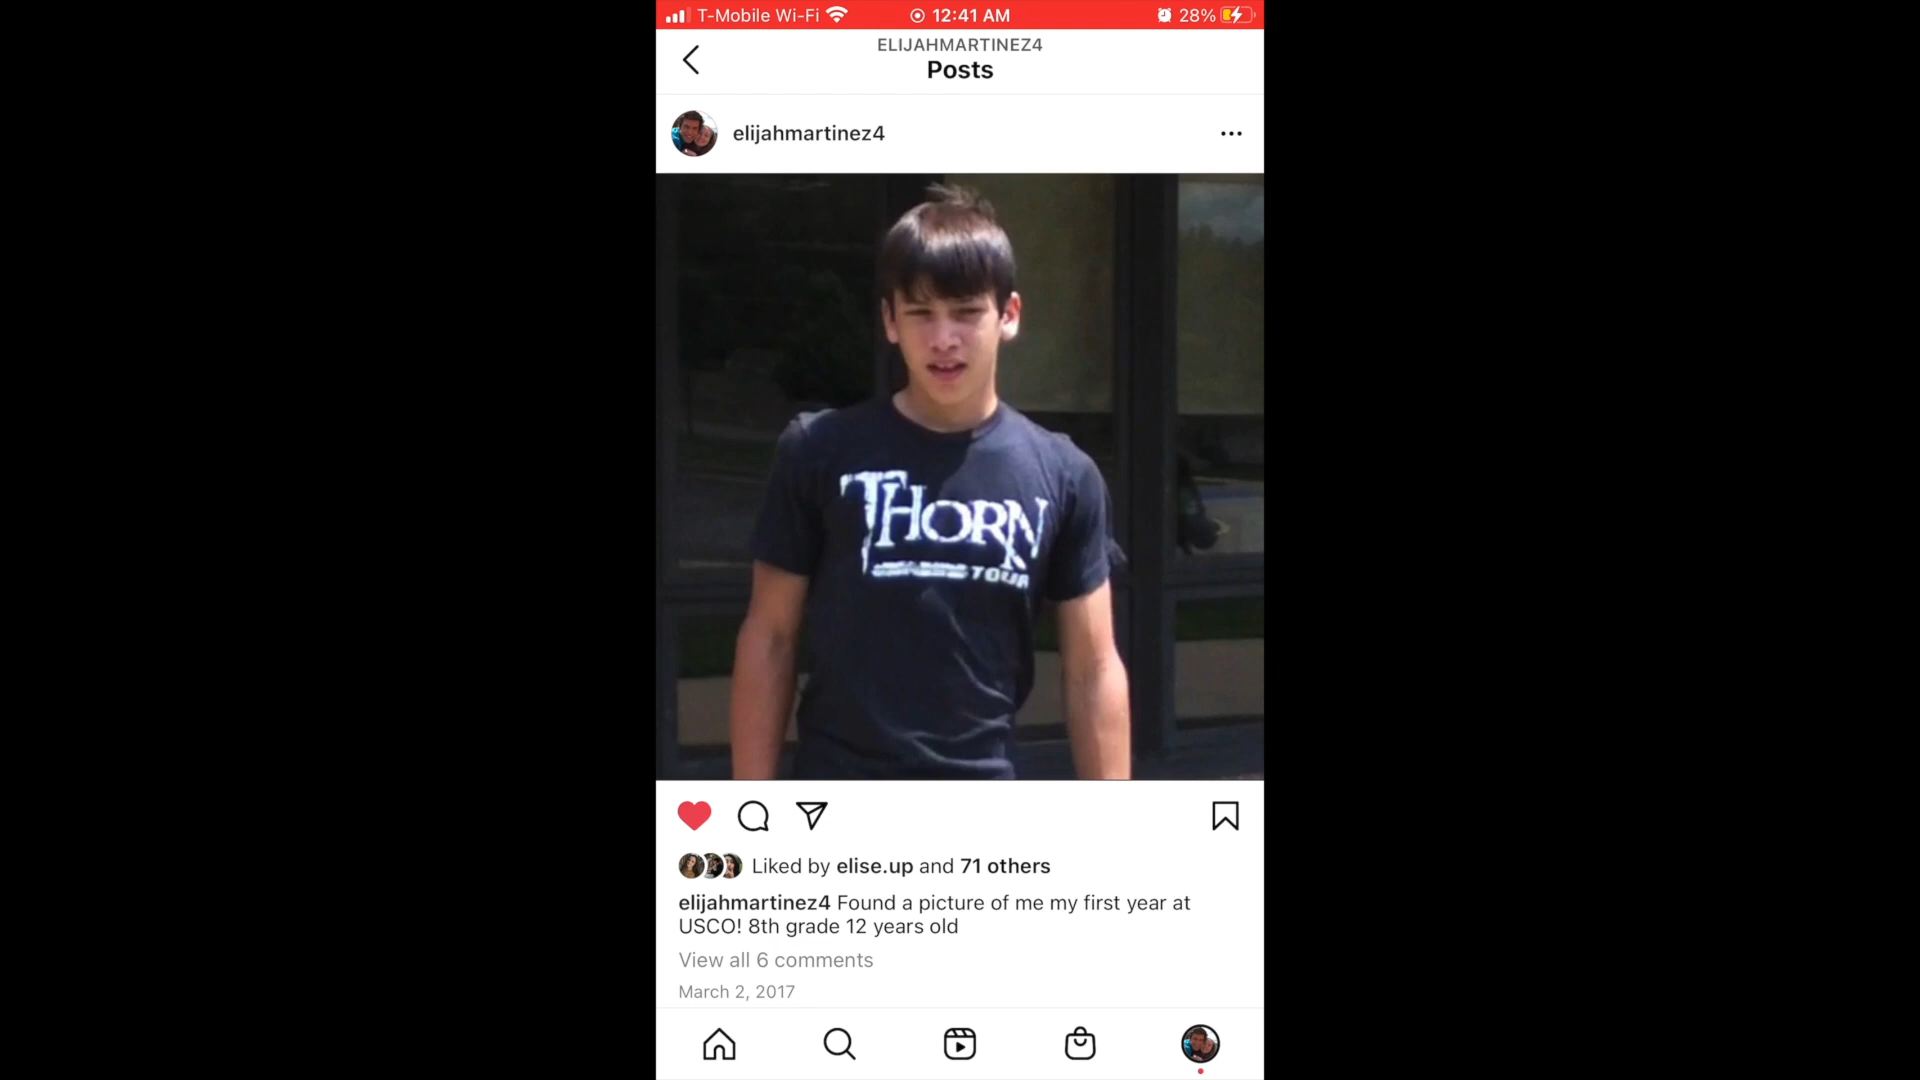 T-Mobile Wi-Fi 12:41 AM 28%
ELIJAHMARTINEZ4
Posts
elijahmartinez4
THORN
TOUR
Liked by elise.up and 71 others
elijahmartinez4 Found a picture of me my first year at
USCO! 8th grade 12 years old
View all 6 comments
March 2, 2017